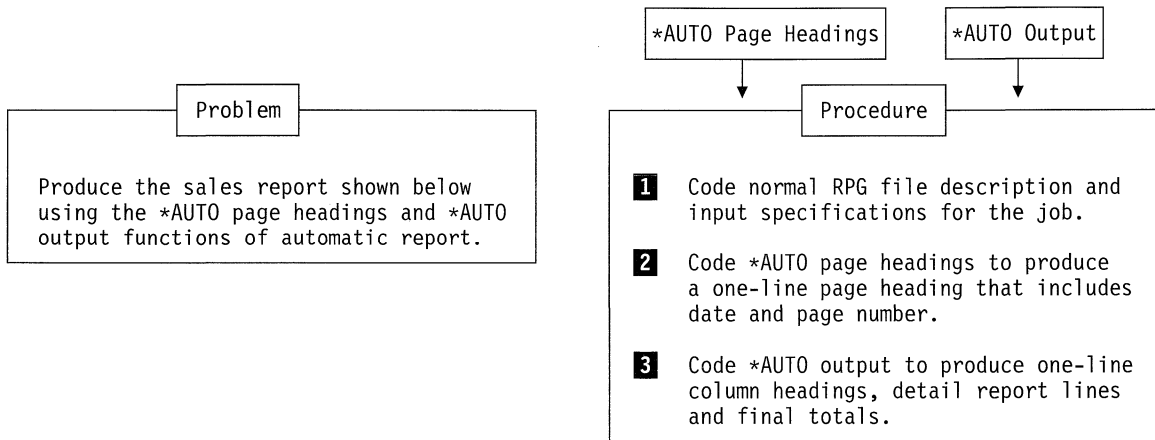 Problem
Produce the sales report shown below
using the *AUTO page headings and *AUTO
output functions of automatic report.
*AUTO Page Headings
*AUTO Output
Procedure
1 Code normal RPG file description and
input specifications for the job.
2 Code *AUTO page headings to produce
a one-line page heading that includes
date and page number.
3 Code *AUTO output to produce one-line
column headings, detail report lines
and final totals.